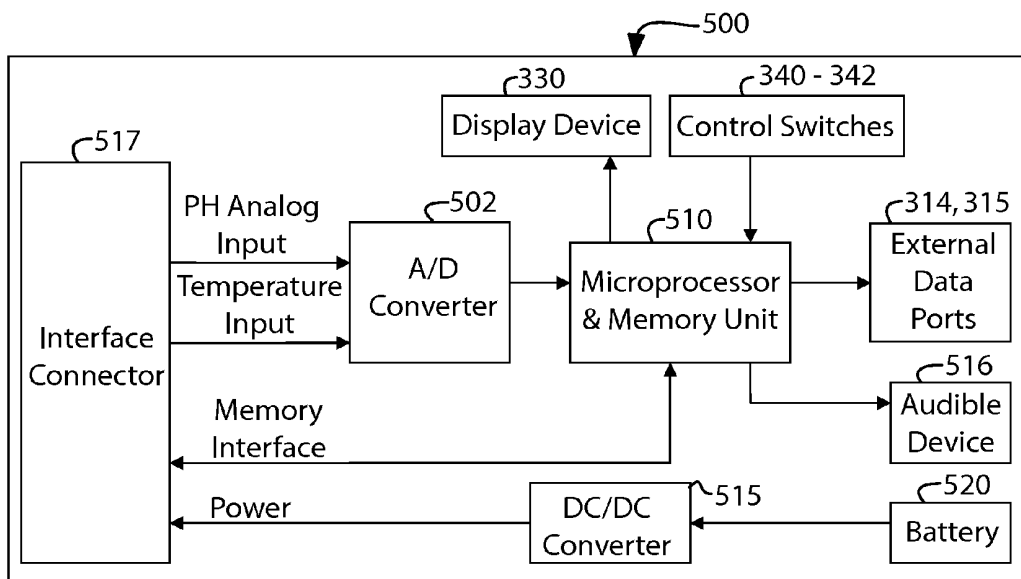 500
330
Display Device
340 - 342
Control Switches
517
Interface
Connector
PH Analog
Input
Temperature
Input
502
A/D
Converter
510
Microprocessor
& Memory Unit
314, 315
External
Data
Ports
516
Audible
Device
Memory
Interface
Power
515
DC/DC
Converter
520
Battery